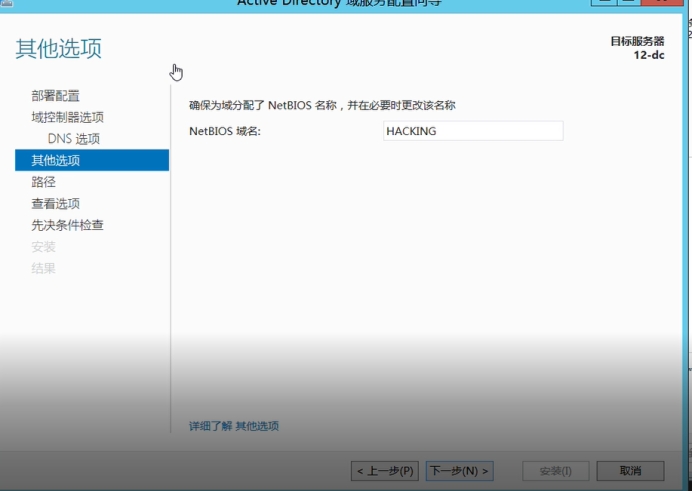 Active Directory 域服务配置向导
其他选项
目标服务器
12-dc
部署配置
域控制器选项
DNS 选项
其他选项
路径
查看选项
先决条件检查
安装
结果
确保为域分配了 NetBIOS 名称，并在必要时更改该名称
NetBIOS 域名: HACKING
详细了解 其他选项
< 上一步(P) 下一步(N) > 安装(I) 取消